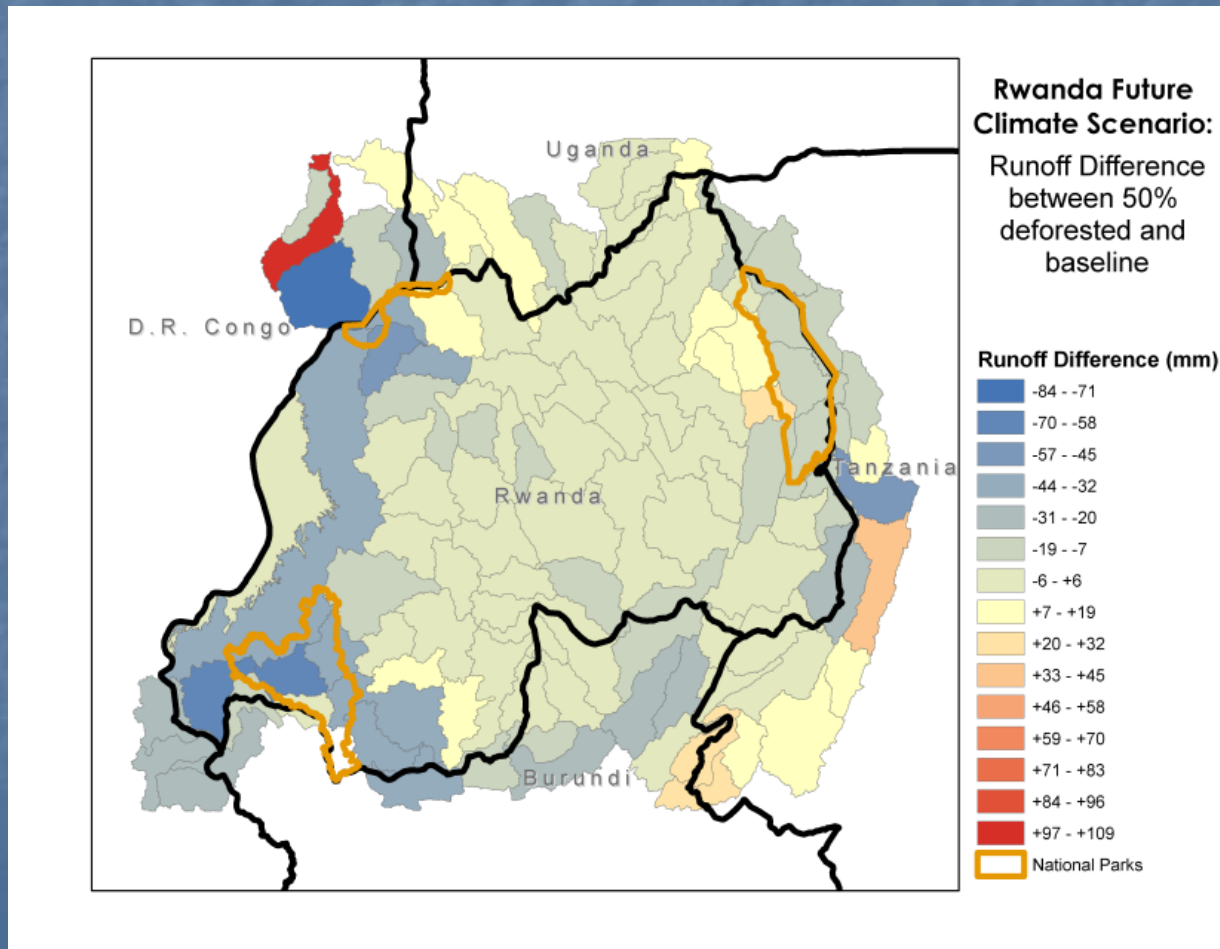 Rwanda Future
Climate Scenario:
Runoff Difference
between 50%
deforested and
baseline
Uganda
D.R. Congo
Tanzania
Rwanda
Burundi
Runoff Difference (mm)
-84 - -71
-70 - -58
-57 - -45
-44 - -32
-31 - -20
-19 - -7
-6 - +6
+7 - +19
+20 - +32
+33 - +45
+46 - +58
+59 - +70
+71 - +83
+84 - +96
+97 - +109
National Parks